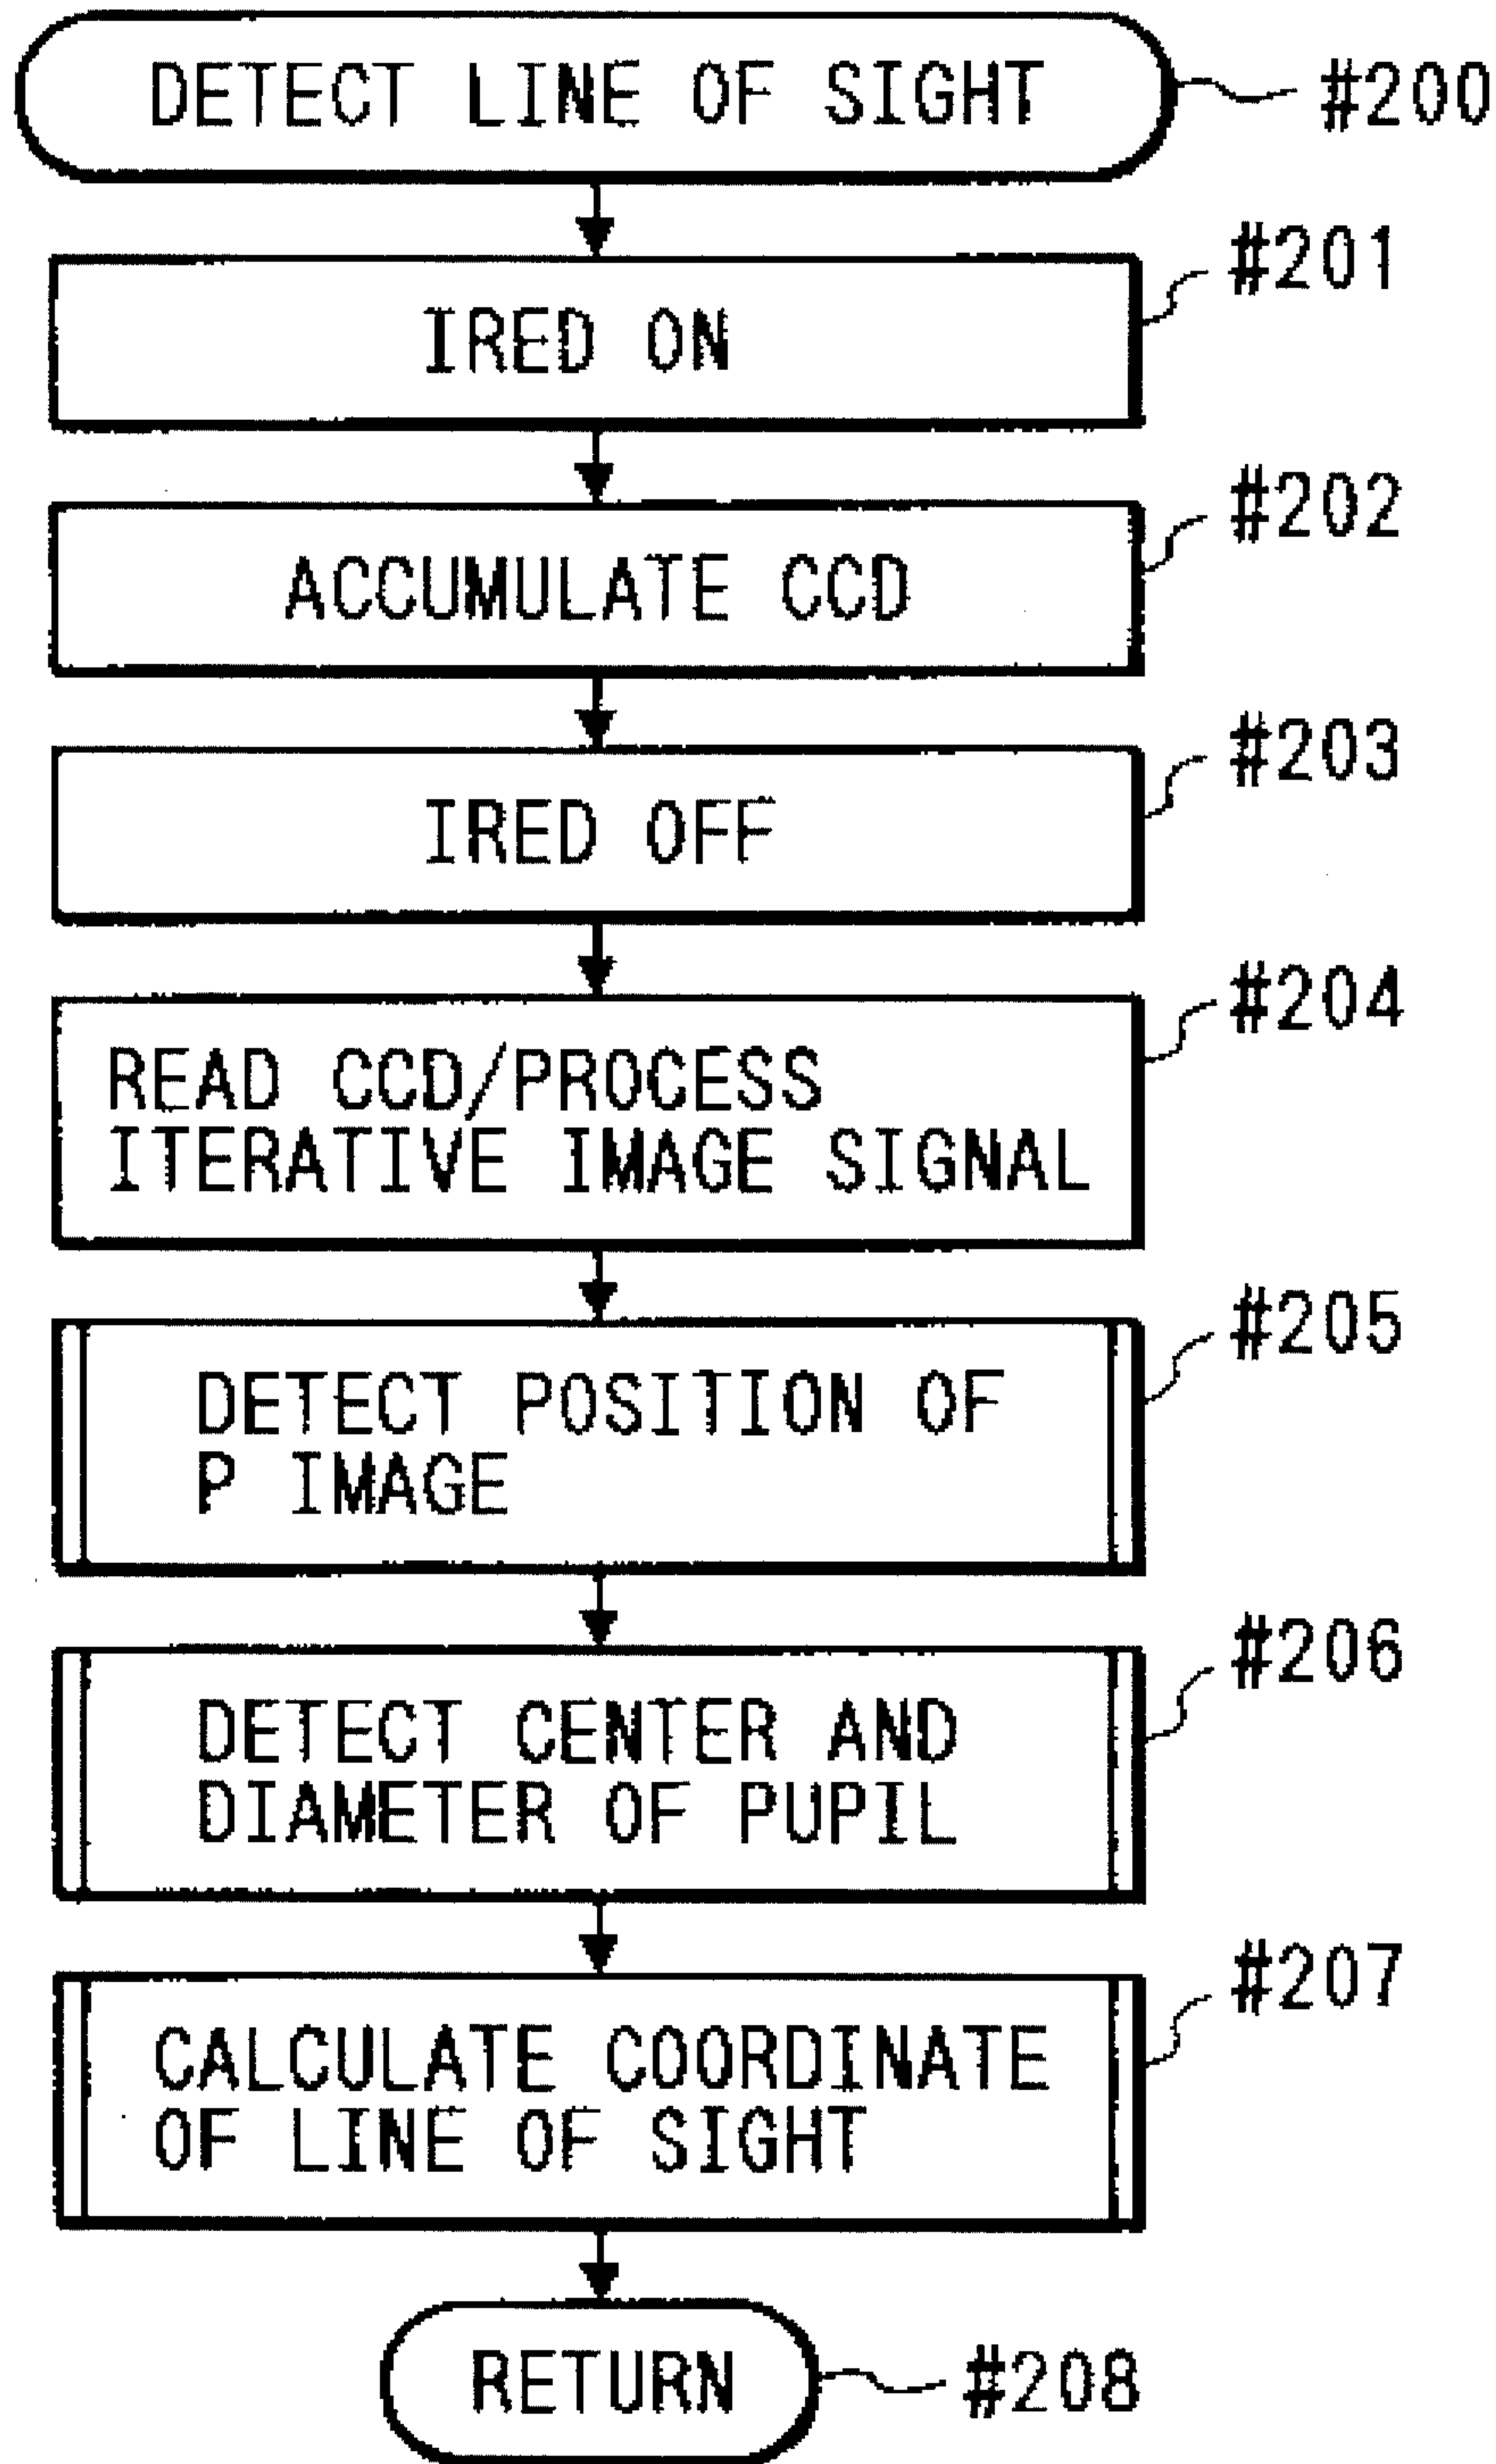 DETECT LINE OF SIGHT
#200
#201
IRED ON
#202
ACCUMULATE CCD
#203
IRED OFF
#204
READ CCD/PROCESS
ITERATIVE IMAGE SIGNAL
#205
DETECT POSITION OF
P IMAGE
#206
DETECT CENTER AND
DIAMETER OF PUPIL
#207
CALCULATE COORDINATE
OF LINE OF SIGHT
RETURN
#208